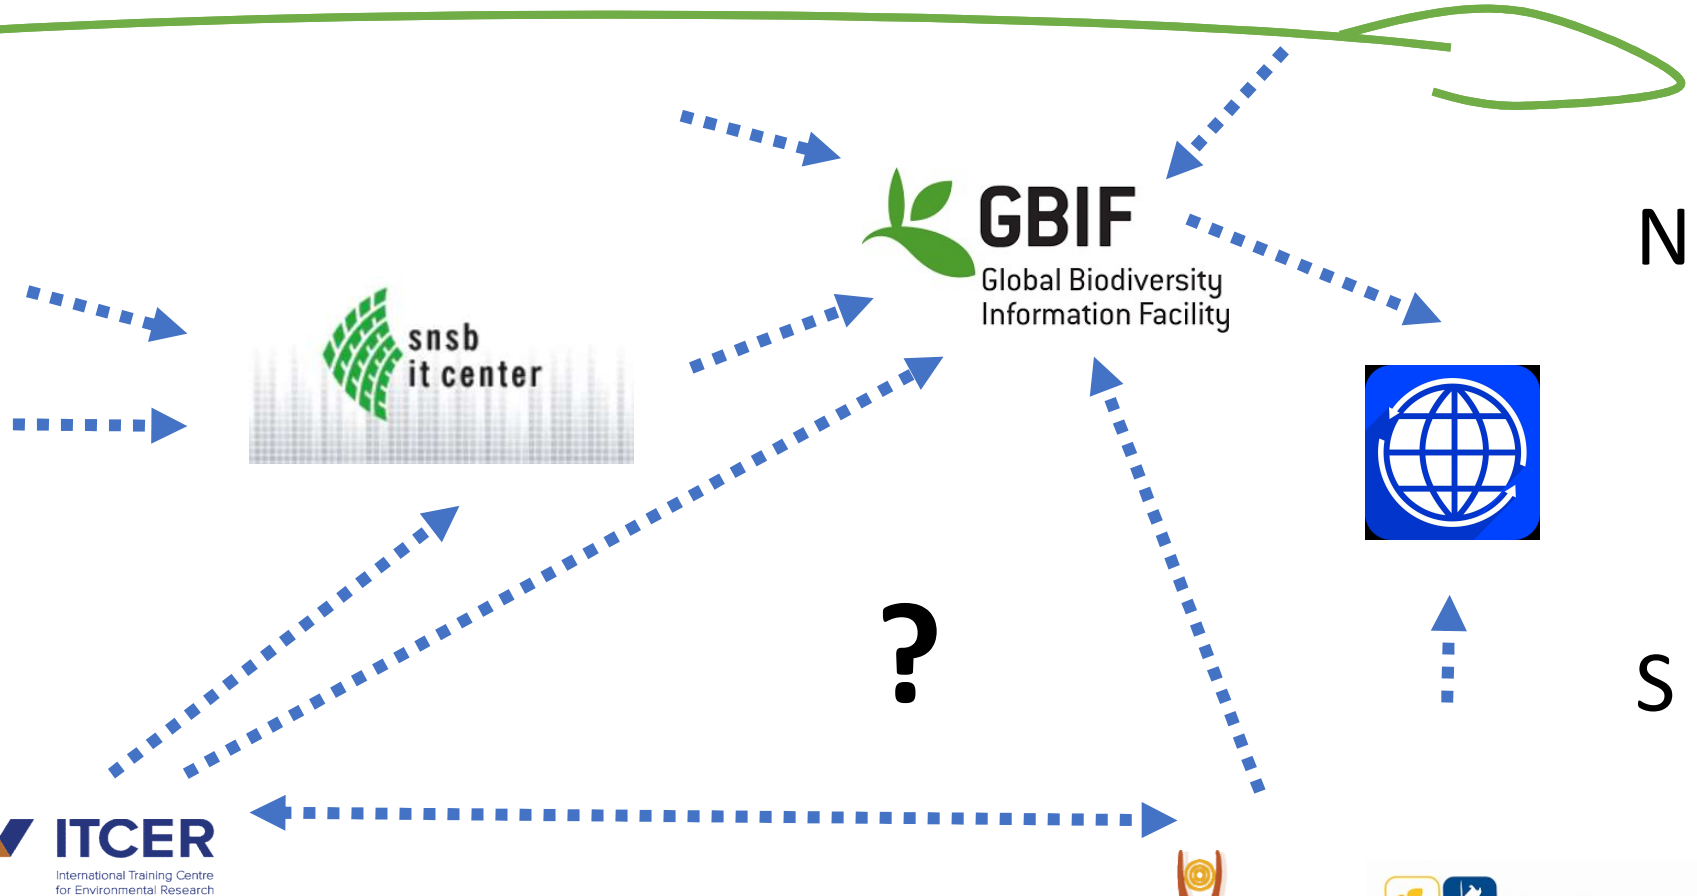 GBIF
Global Biodiversity
Information Facility
N
snsb
it center
?
S
ITCER
International Training Centre
for Environmental Research